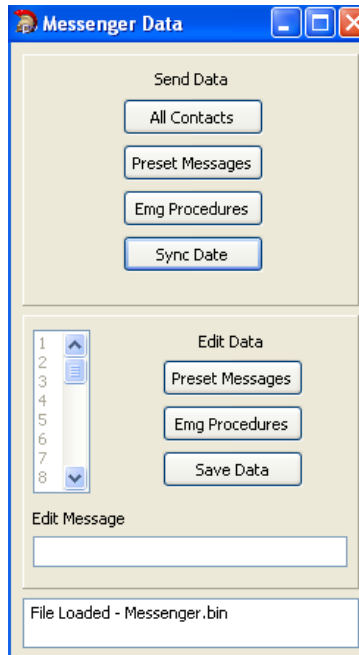 Messenger Data
Send Data
All Contacts
Preset Messages
Emg Procedures
Sync Date
1
2
3
4
5
6
7
8
Edit Data
Preset Messages
Emg Procedures
Save Data
Edit Message
File Loaded - Messenger.bin